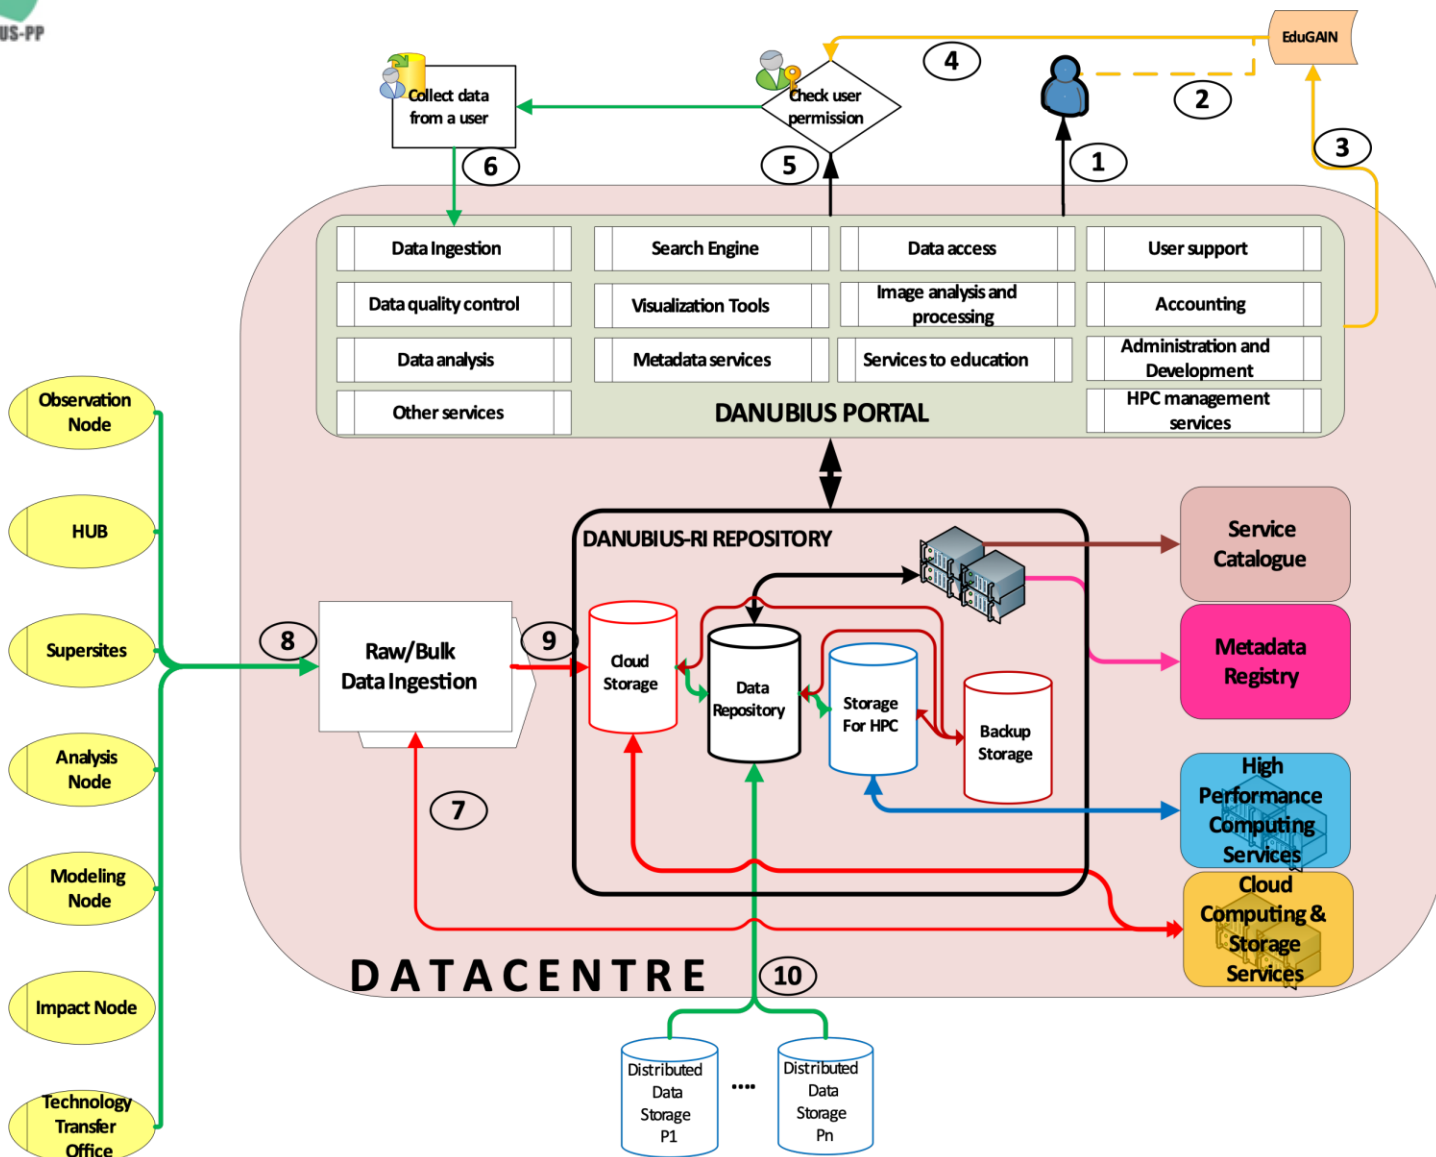 US-PP
EduGAIN
4
2
3
Collect data
from a user
Check user
permission
6
5
1
Data Ingestion
Search Engine
Data access
User support
Data quality control
Visualization Tools
Image analysis and
processing
Accounting
Data analysis
Metadata services
Services to education
Administration and
Development
Other services
DANUBIUS PORTAL
HPC management
services
Observation
Node
HUB
Supersites
Analysis
Node
Modeling
Node
Impact Node
Technology
Transfer
Office
8
Raw/Bulk
Data Ingestion
9
7
DANUBIUS-RI REPOSITORY
Cloud
Storage
Data
Repository
Storage
For HPC
Backup
Storage
Service
Catalogue
Metadata
Registry
High
Performance
Computing
Services
Cloud
Computing &
Storage
Services
DATACENTRE
10
Distributed
Data
Storage
P1
....
Distributed
Data
Storage
Pn